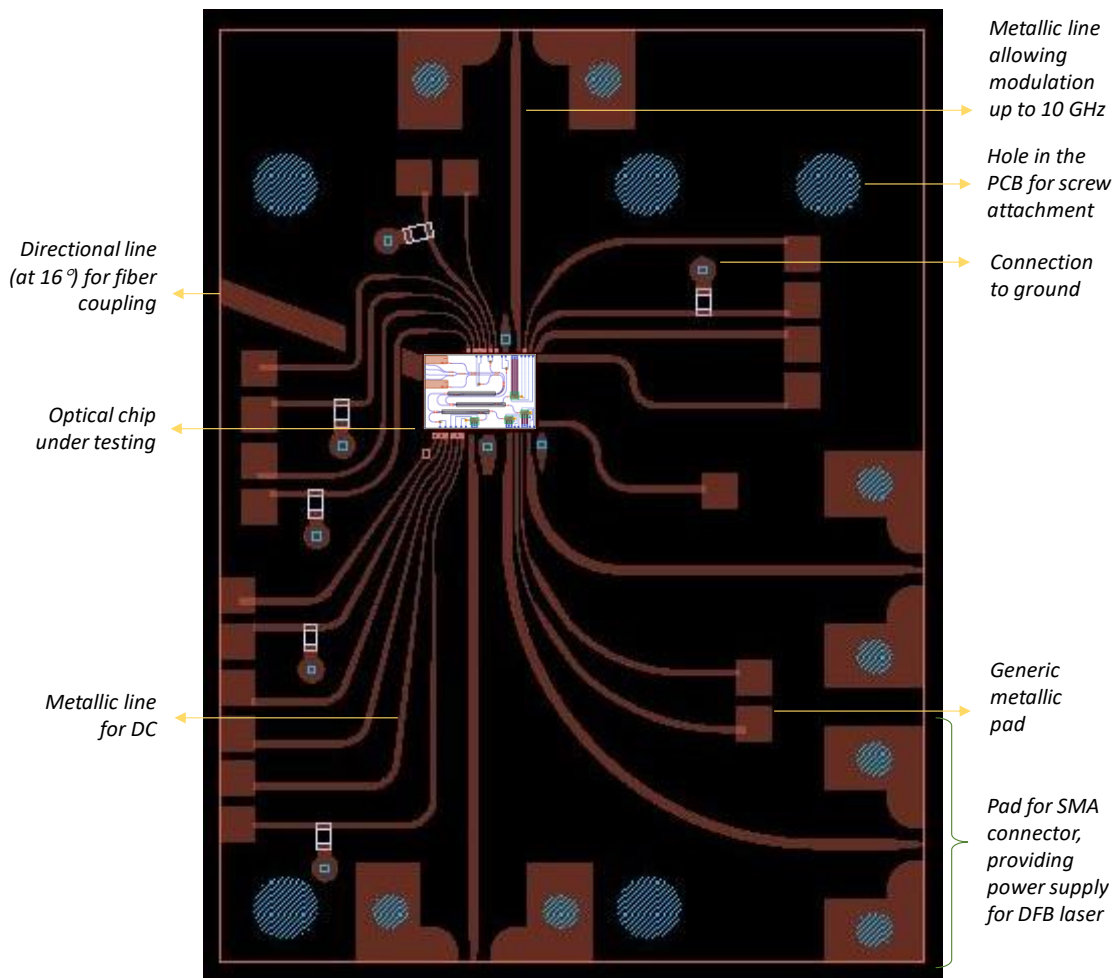 Metallic line
allowing
modulation
up to 10 GHz
Hole in the
PCB for screw
attachment
Directional line
(at 16°) for fiber
coupling
Connection
to ground
Optical chip
under testing
Metallic line
for DC
Generic
metallic
pad
Pad for SMA
connector,
providing
power supply
for DFB laser